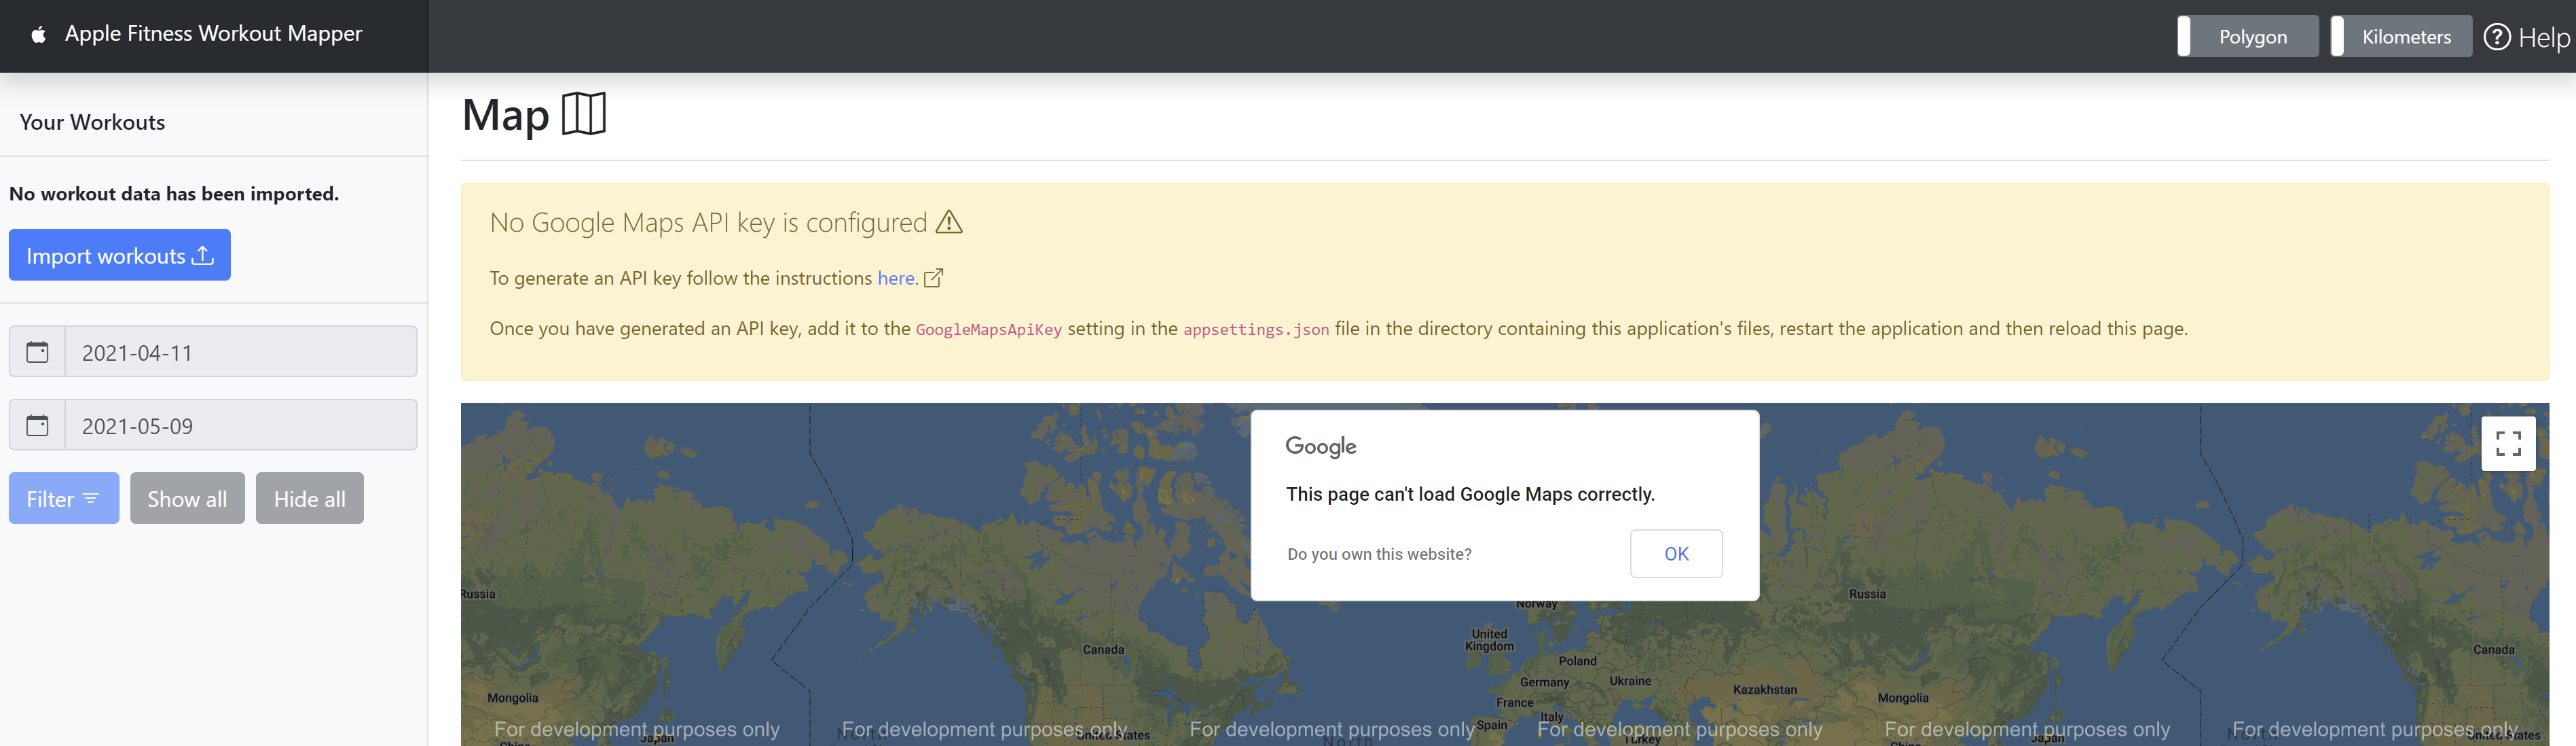 Apple Fitness Workout Mapper
Polygon
Kilometers
Help
Your Workouts
No workout data has been imported.
Import workouts
2021-04-11
2021-05-09
Filter
Show all
Hide all
Map
No Google Maps API key is configured
To generate an API key follow the instructions here.
Once you have generated an API key, add it to the GoogleMapsApiKey setting in the appsettings.json file in the directory containing this application's files, restart the application and then reload this page.
Google
This page can't load Google Maps correctly.
Do you own this website?
OK
Russia
Norway
Russia
United
Kingdom
Canada
Canada
Poland
Germany
Ukraine
Kazakhstan
Mongolia
Mongolia
France
Italy
Spain
For development purposes only
For development purposes only
For development purposes only
For development purposes only
For development purposes only
For development purposes only
Japan
United States
Turkey
Japan
United States